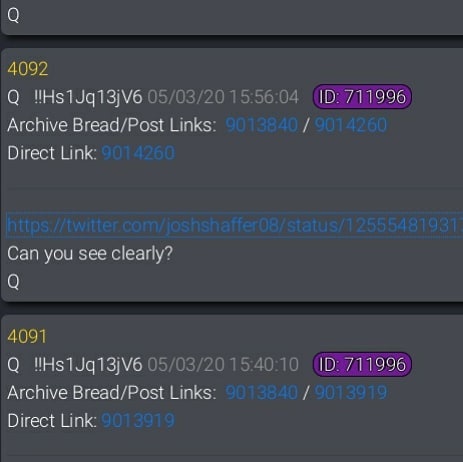 Q
4092
Q !!Hs1Jq13jV6 05/03/20 15:56:04 ID: 711996
Archive Bread/Post Links: 9013840 / 9014260
Direct Link: 9014260
https://twitter.com/joshshaffer08/status/12555481931
Can you see clearly?
Q
4091
Q !!Hs1Jq13jV6 05/03/20 15:40:10 ID: 711996
Archive Bread/Post Links: 9013840 / 9013919
Direct Link: 9013919